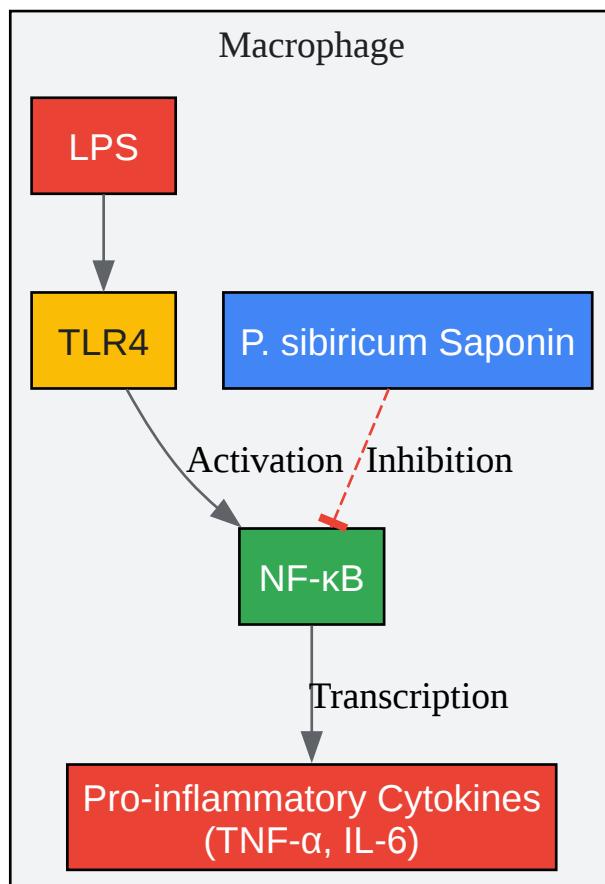 Macrophage
LPS
TLR4
P. sibiricum Saponin
Activation
Inhibition
NF-κB
Transcription
Pro-inflammatory Cytokines
(TNF-α, IL-6)